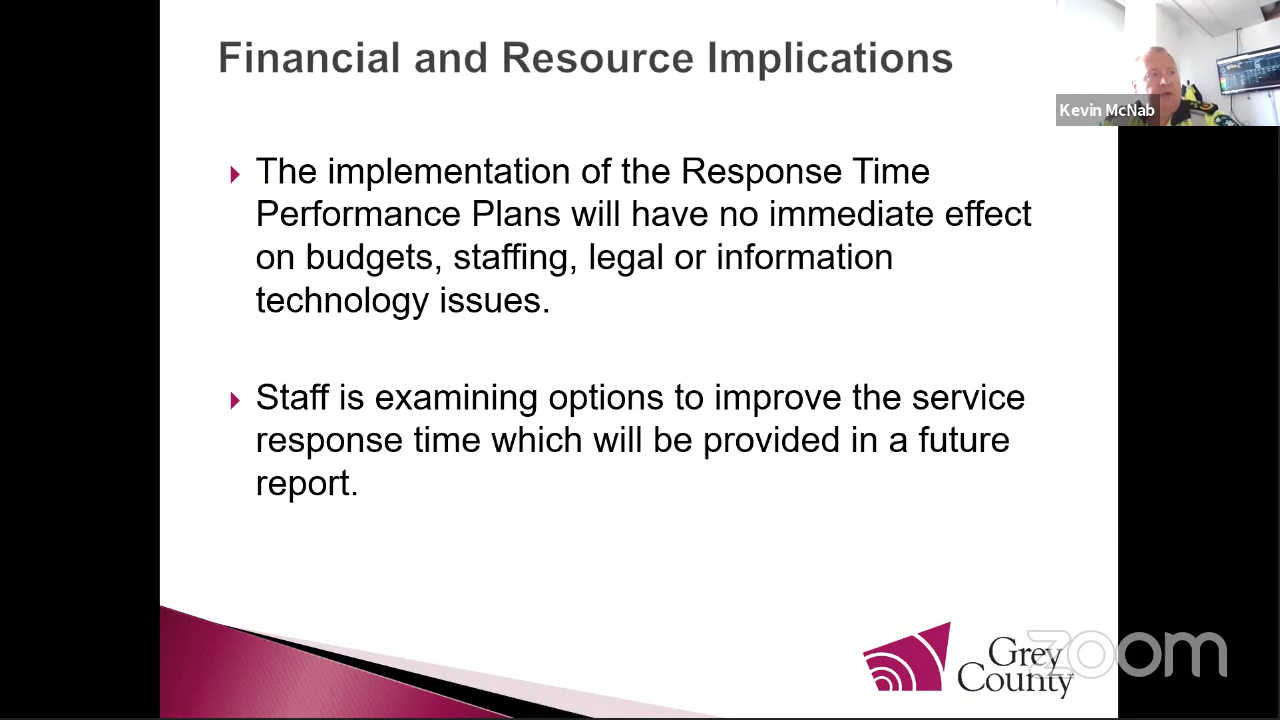 Financial and Resource Implications
Kevin McNab
The implementation of the Response Time
Performance Plans will have no immediate effect
on budgets, staffing, legal or information
technology issues.
Staff is examining options to improve the service
response time which will be provided in a future
report.
Grey
County
zoom